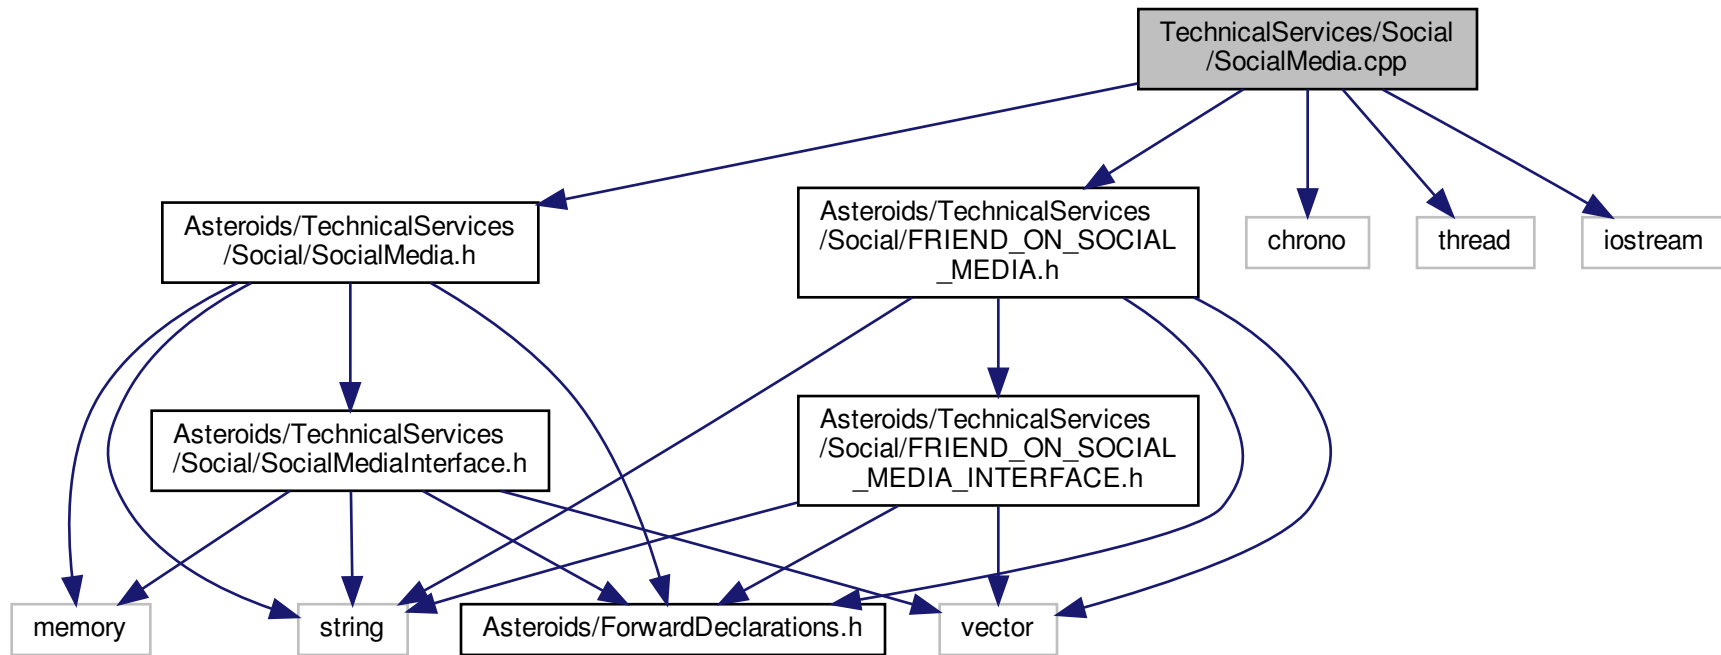 TechnicalServices/Social
/SocialMedia.cpp
Asteroids/TechnicalServices
/Social/SocialMedia.h
Asteroids/TechnicalServices
/Social/FRIEND_ON_SOCIAL
_MEDIA.h
chrono
thread
iostream
Asteroids/TechnicalServices
/Social/SocialMediaInterface.h
Asteroids/TechnicalServices
/Social/FRIEND_ON_SOCIAL
_MEDIA_INTERFACE.h
memory
string
Asteroids/ForwardDeclarations.h
vector